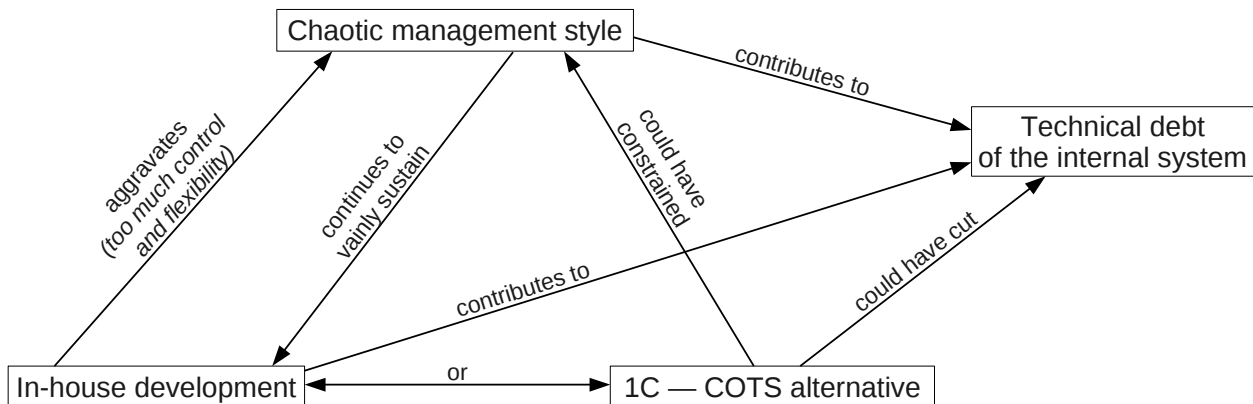 Chaotic management style
contributes to
Technical debt
of the internal system
aggravates
(too much control
and flexibility)
continues to
vainly sustain
could have
constrained
contributes to
could have cut
In-house development
or
1C — COTS alternative